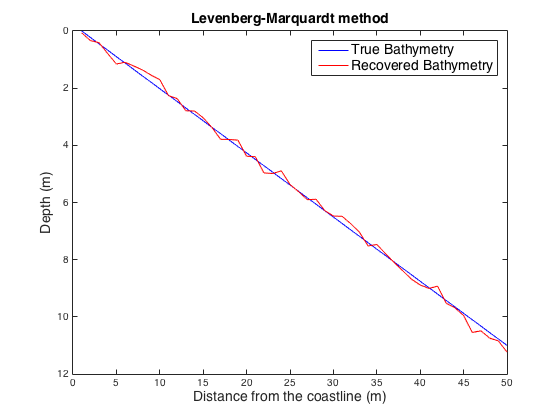 Levenberg-Marquardt method
True Bathymetry
Recovered Bathymetry
Depth (m)
0
2
4
6
8
10
12
0 5 10 15 20 25 30 35 40 45 50
Distance from the coastline (m)